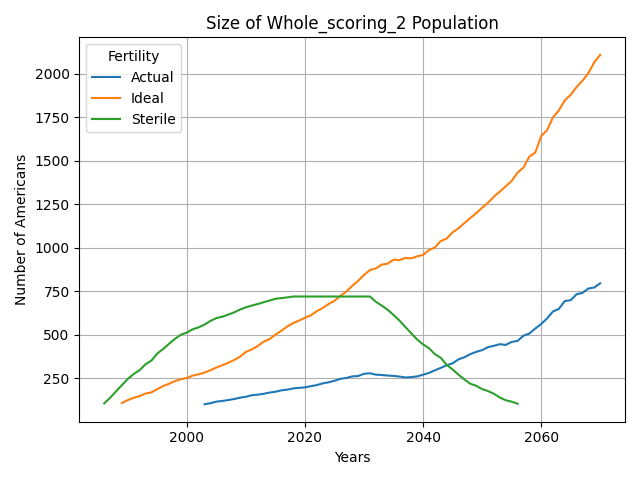 Size of Whole_scoring_2 Population
Fertility
Actual
Ideal
Sterile
Number of Americans
2000
1750
1500
1250
1000
750
500
250
2000 2020 2040 2060
Years